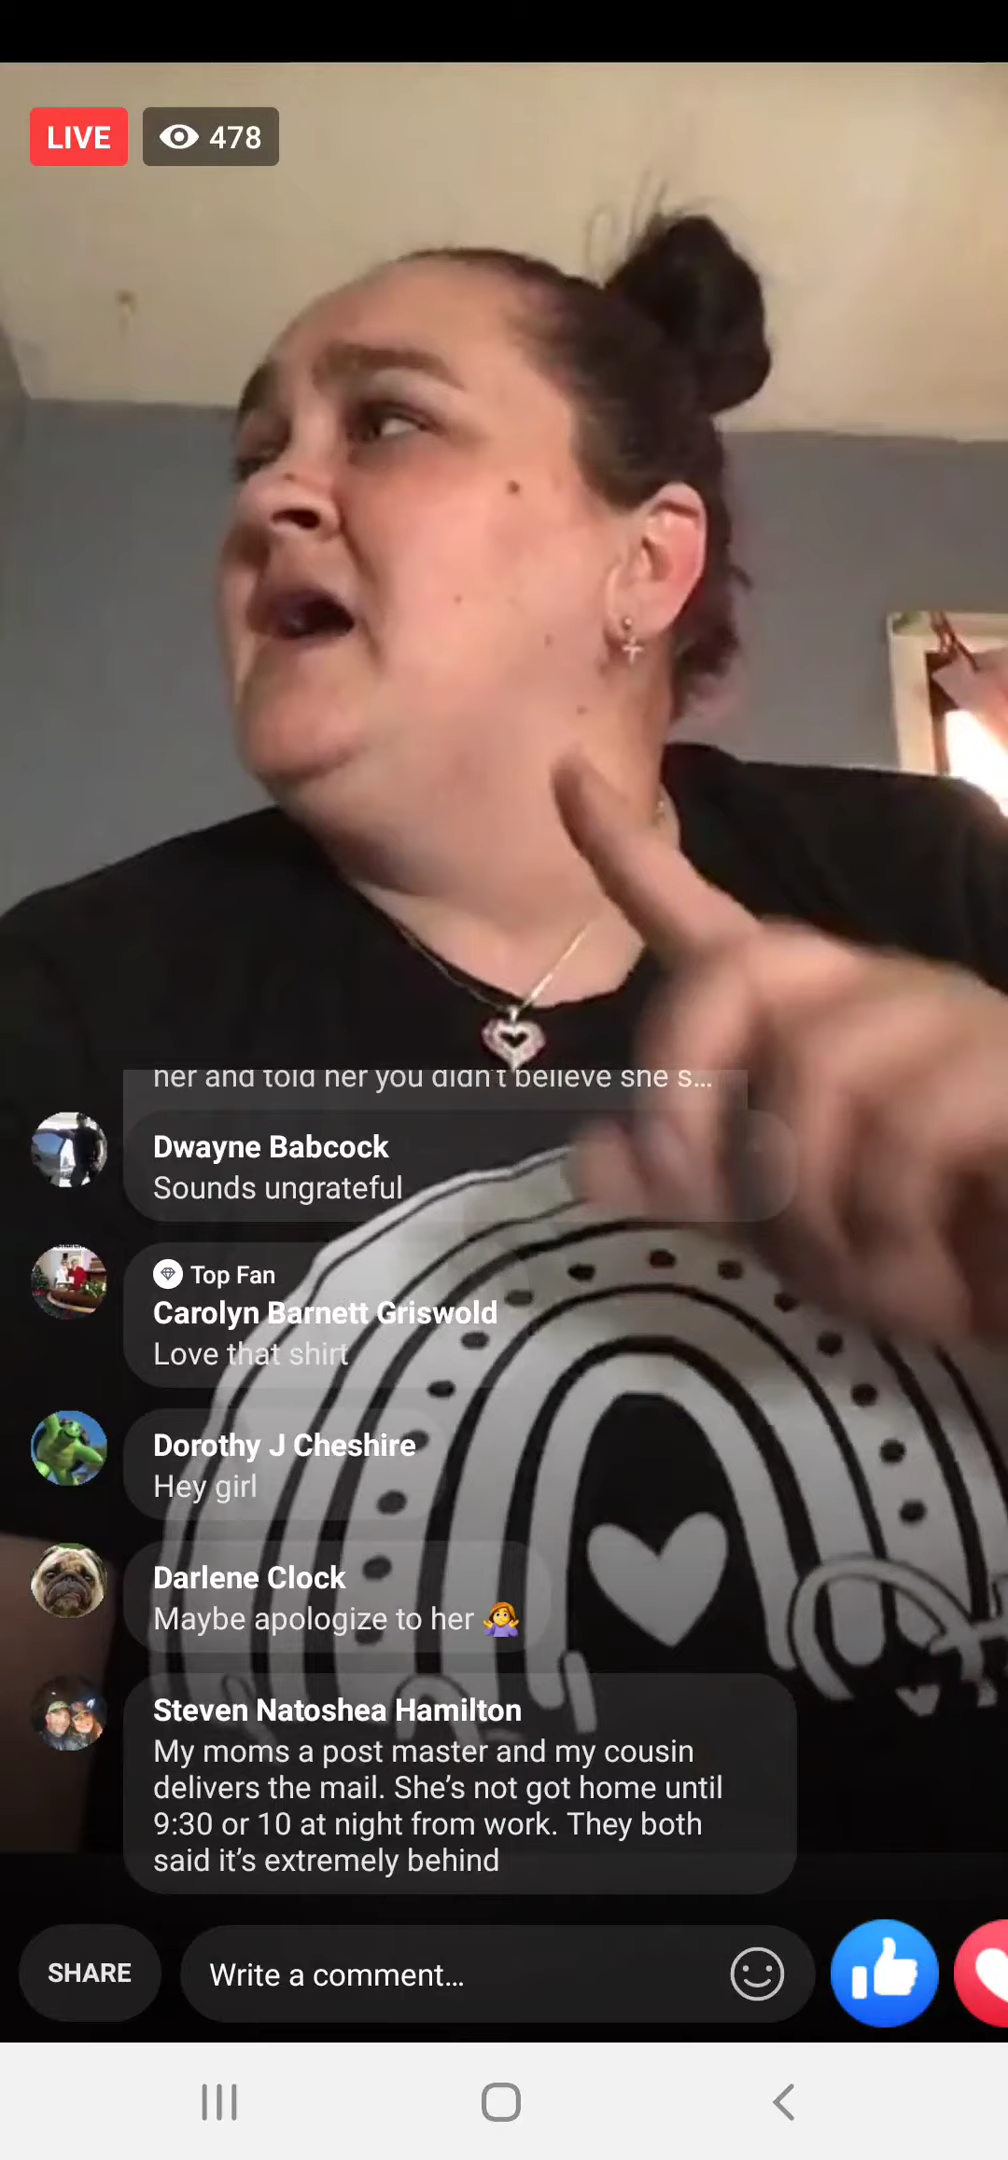 LIVE 478
her and told her you didn't believe she s...
Dwayne Babcock
Sounds ungrateful
Top Fan
Carolyn Barnett Griswold
Love that shirt
Dorothy J Cheshire
Hey girl
Darlene Clock
Maybe apologize to her 🤷‍♀️
Steven Natoshea Hamilton
My moms a post master and my cousin
delivers the mail. She's not got home until
9:30 or 10 at night from work. They both
said it's extremely behind
SHARE Write a comment...